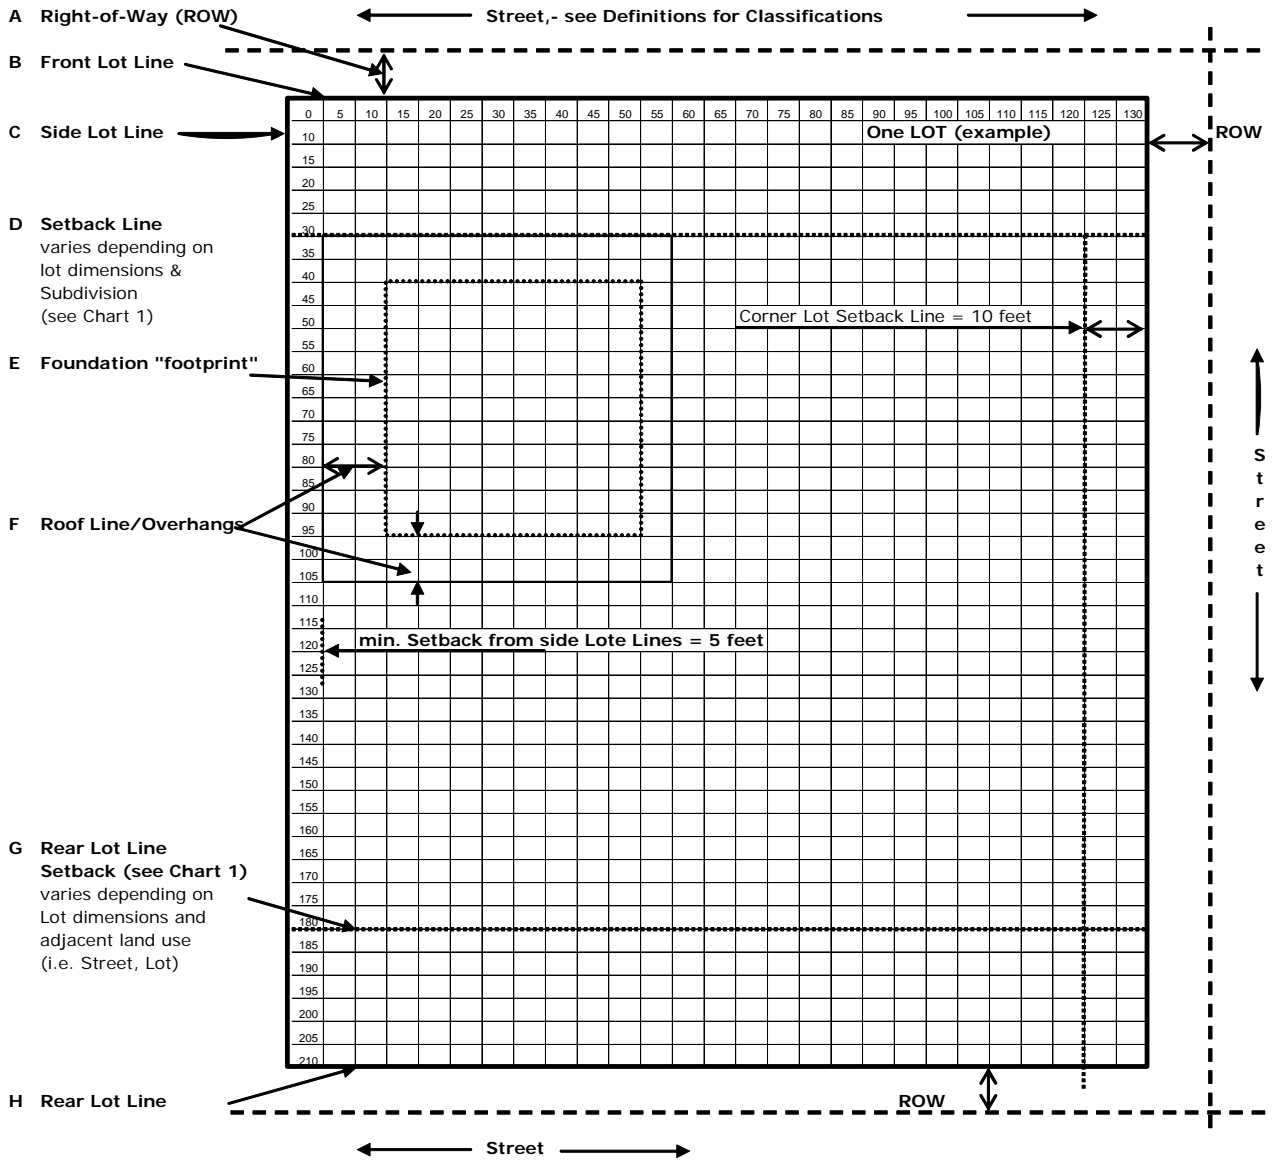 A Right-of-Way (ROW)
Street,- see Definitions for Classifications
B Front Lot Line
0 5 10 15 20 25 30 35 40 45 50 55 60 65 70 75 80 85 90 95 100 105 110 115 120 125 130
C Side Lot Line
One LOT (example)
ROW
10
15
20
25
D Setback Line
varies depending on
lot dimensions &
Subdivision
(see Chart 1)
30
35
40
45
Corner Lot Setback Line = 10 feet
50
55
E Foundation "footprint"
60
65
70
75
80
85
90
F Roof Line/Overhangs
95
100
105
110
115
min. Setback from side Lote Lines = 5 feet
120
125
130
135
140
145
150
155
160
G Rear Lot Line
Setback (see Chart 1)
varies depending on
Lot dimensions and
adjacent land use
(i.e. Street, Lot)
165
170
175
180
185
190
195
200
205
210
Street
H Rear Lot Line
ROW
Street